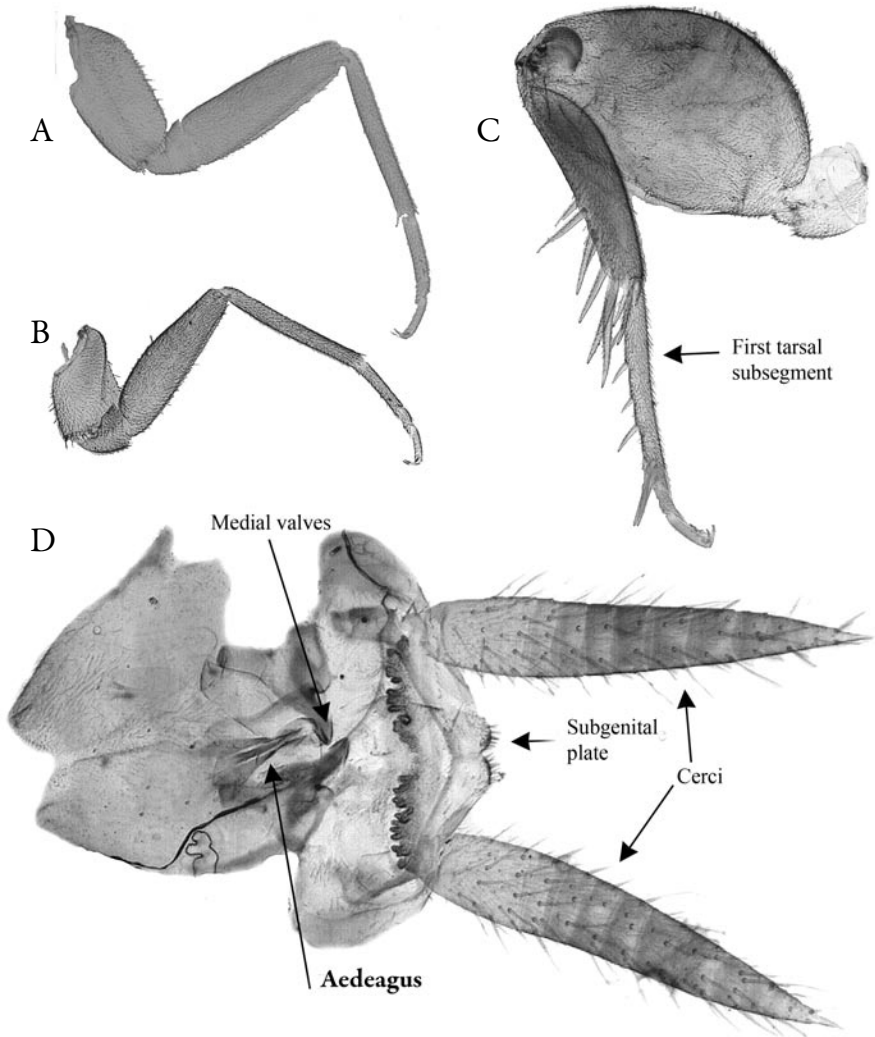 A
C
B
First tarsal
subsegment
D
Medial valves
Subgenital
plate
Cerci
Aedeagus